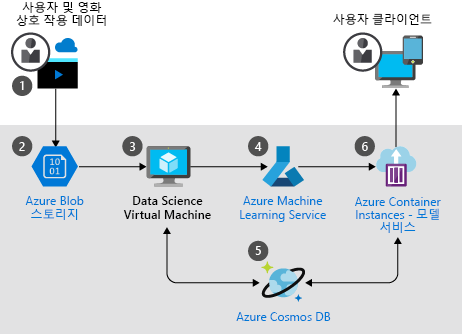 사용자 및 영화
상호 작용 데이터
사용자 클라이언트
1
2
3
4
6
10
01
Azure Blob
스토리지
Data Science
Virtual Machine
Azure Machine
Learning Service
Azure Container
Instances - 모델
서비스
5
Azure Cosmos DB